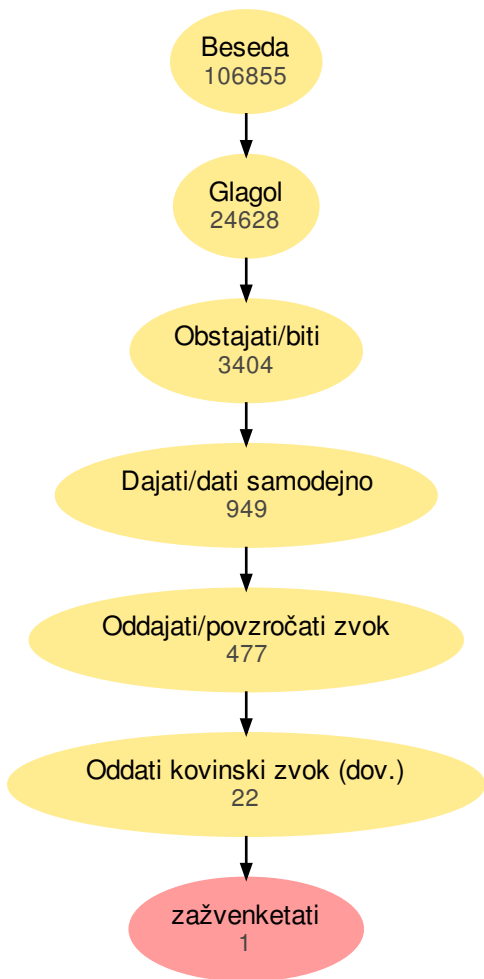 Beseda
106855
Glagol
24628
Obstajati/biti
3404
Dajati/dati samodejno
949
Oddajati/povzročati zvok
477
Oddati kovinski zvok (dov.)
22
zažvenketati
1